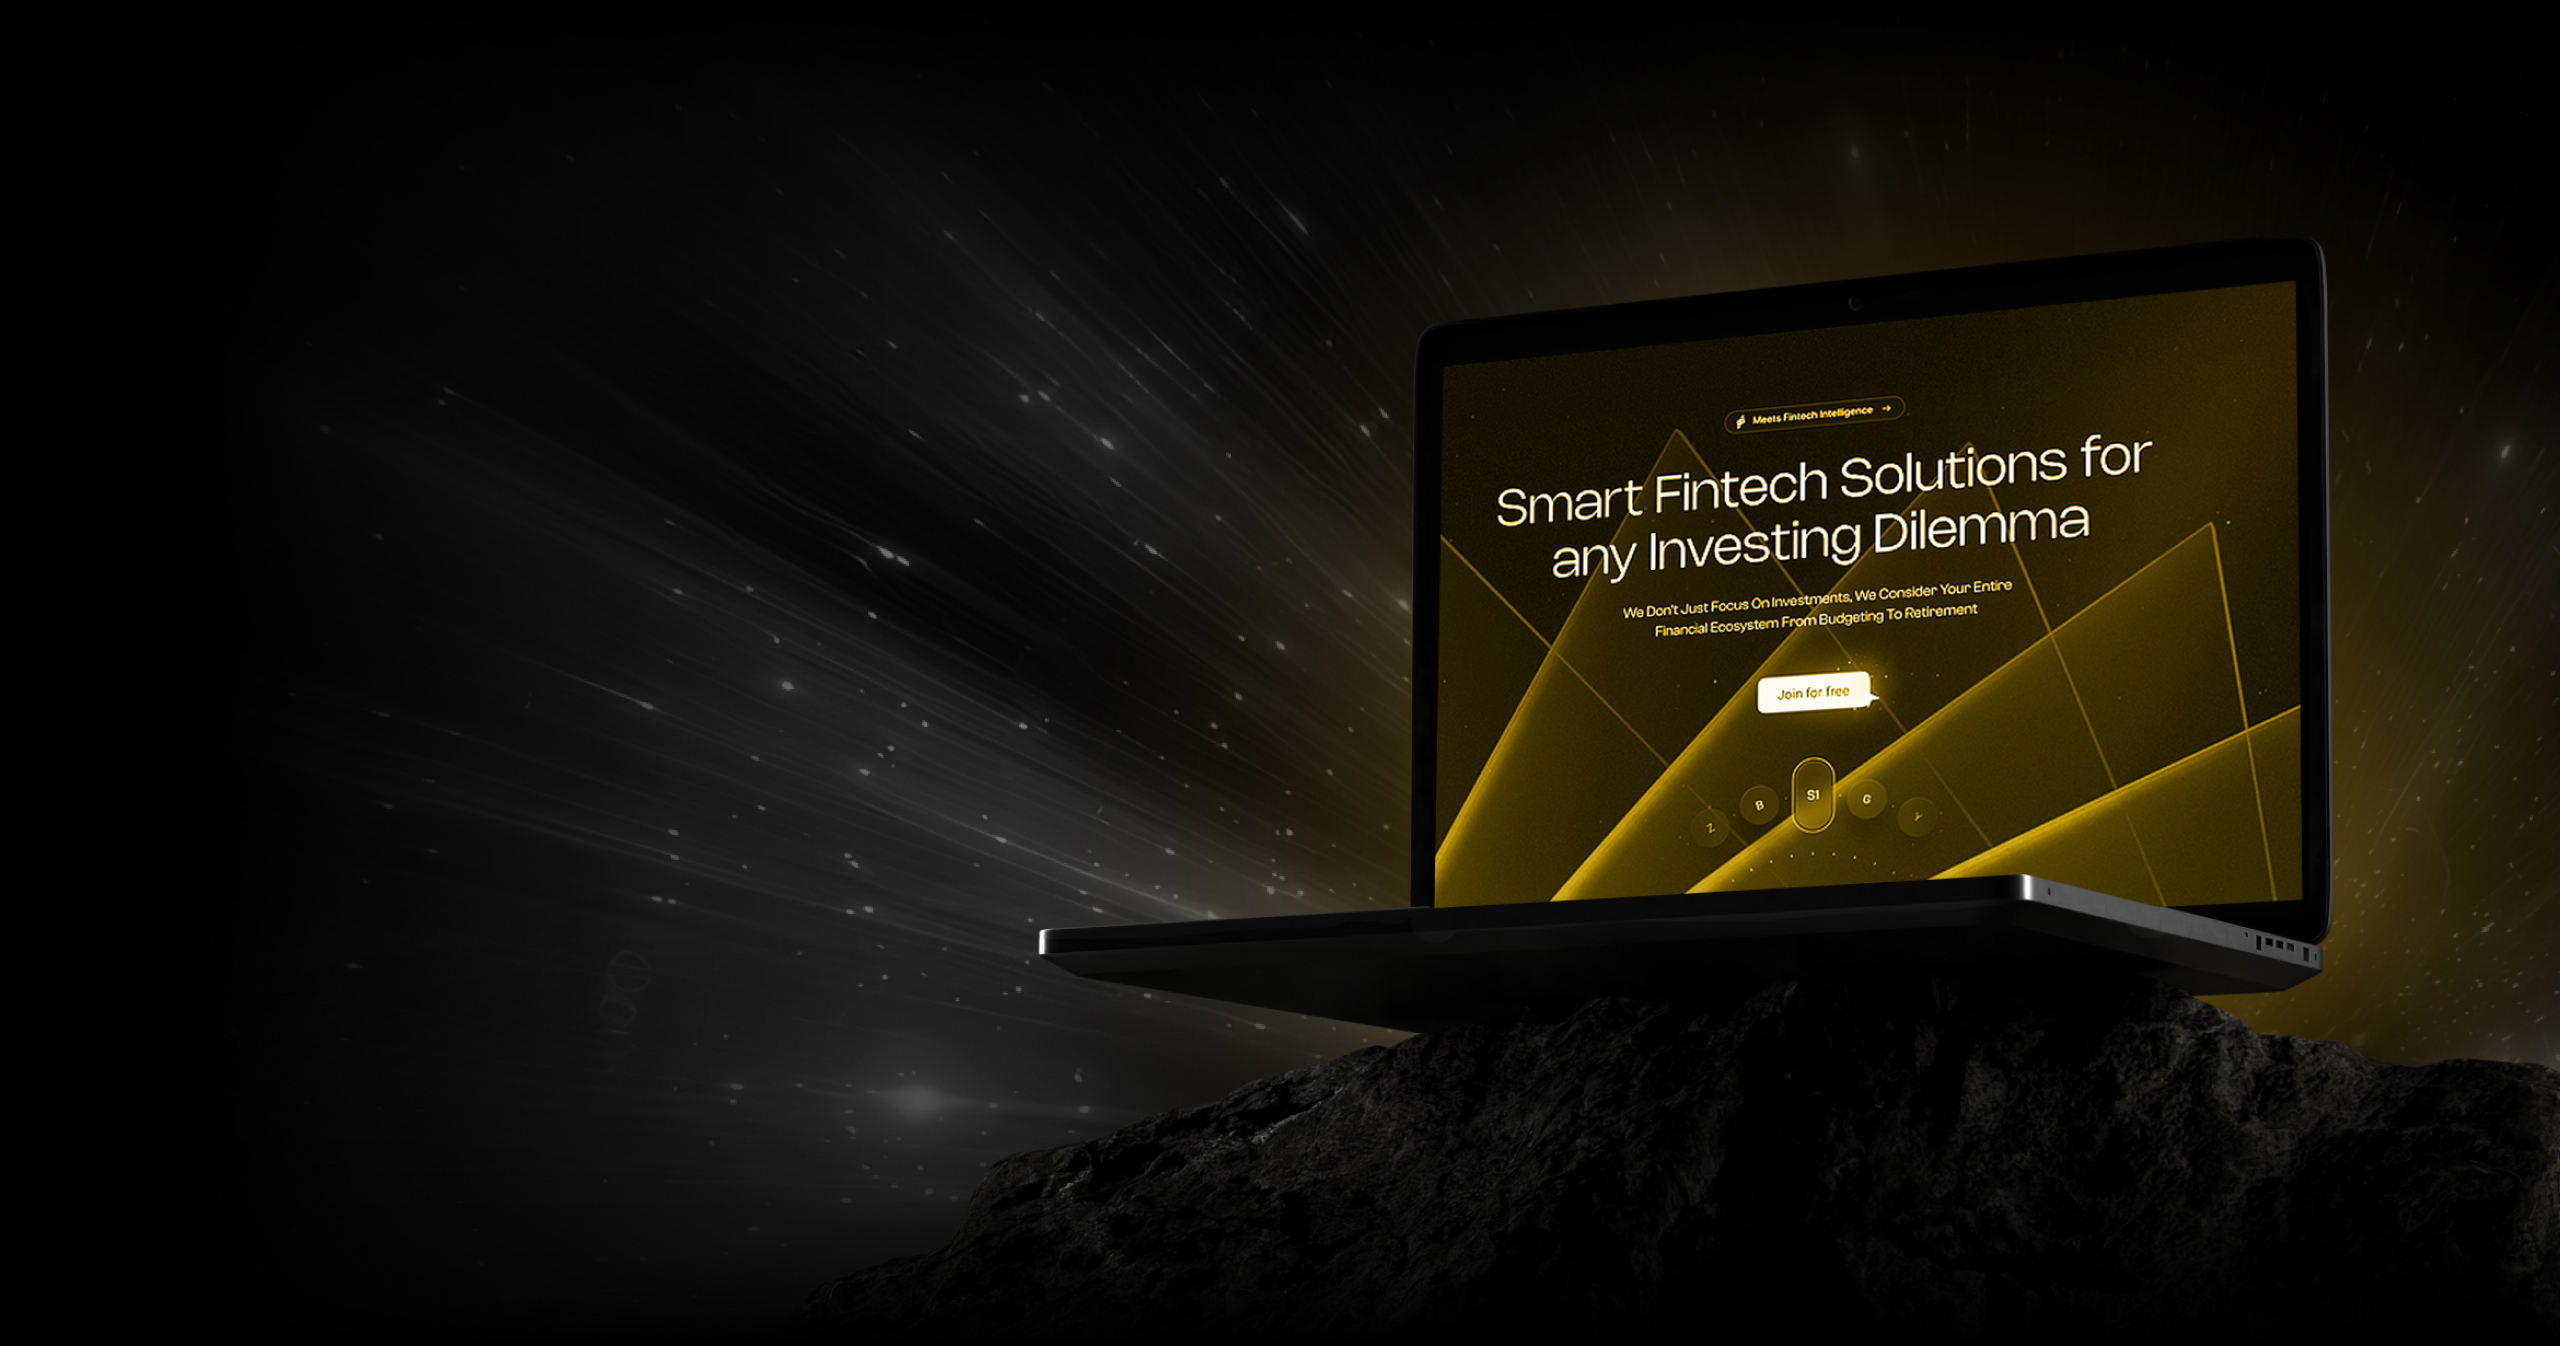 Meets Fintech Intelligence →
Smart Fintech Solutions for
any Investing Dilemma
We Don't Just Focus On Investments, We Consider Your Entire
Financial Ecosystem From Budgeting To Retirement
Join for free
Z B S1 G Y